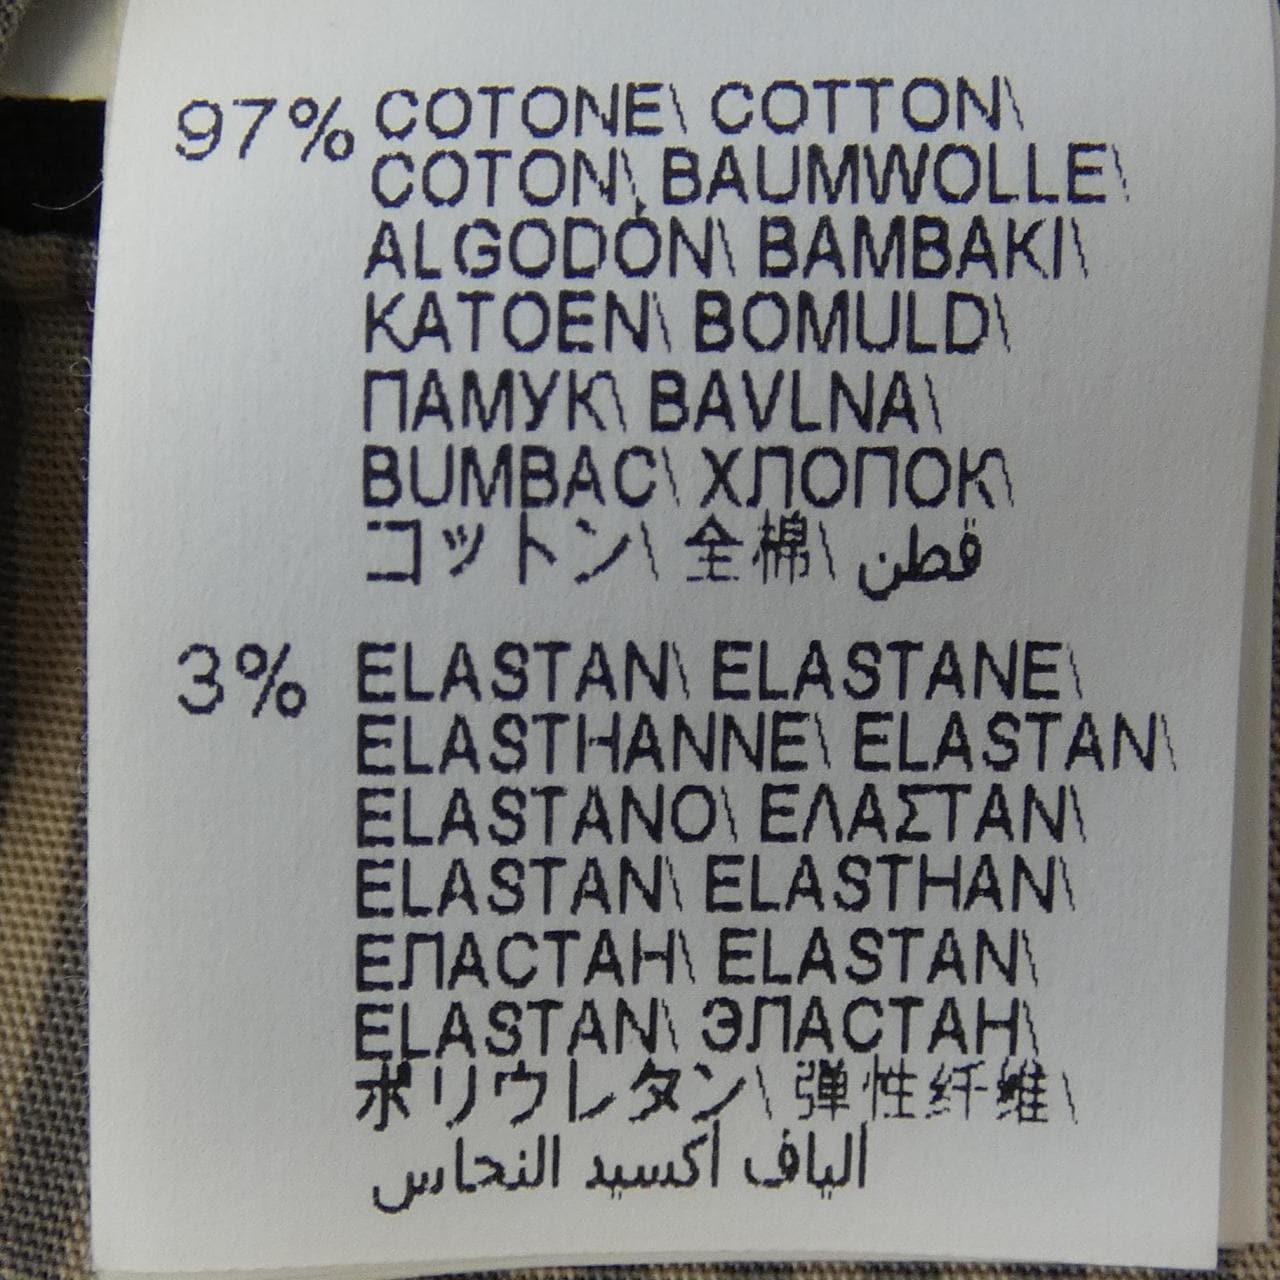 97% COTONE\ COTTON\
COTON\ BAUMWOLLE\
ALGODÓN\ BAMBAKI\
KATOEN\ BOMULD\
ПАМУК\ BAVLNA\
BUMBAC\ ХЛОПОК\
コットン\ 全棉\ قطن
3% ELASTAN\ ELASTANE\
ELASTHANNE\ ELASTAN\
ELASTANO\ ΕΛΑΣΤΑΝ\
ELASTAN\ ELASTHAN\
ЕЛАСТАН\ ELASTAN\
ELASTAN\ ЭЛАСТАН\
ポリウレタン\ 弹性纤维\
الياف أكسيد النحاس